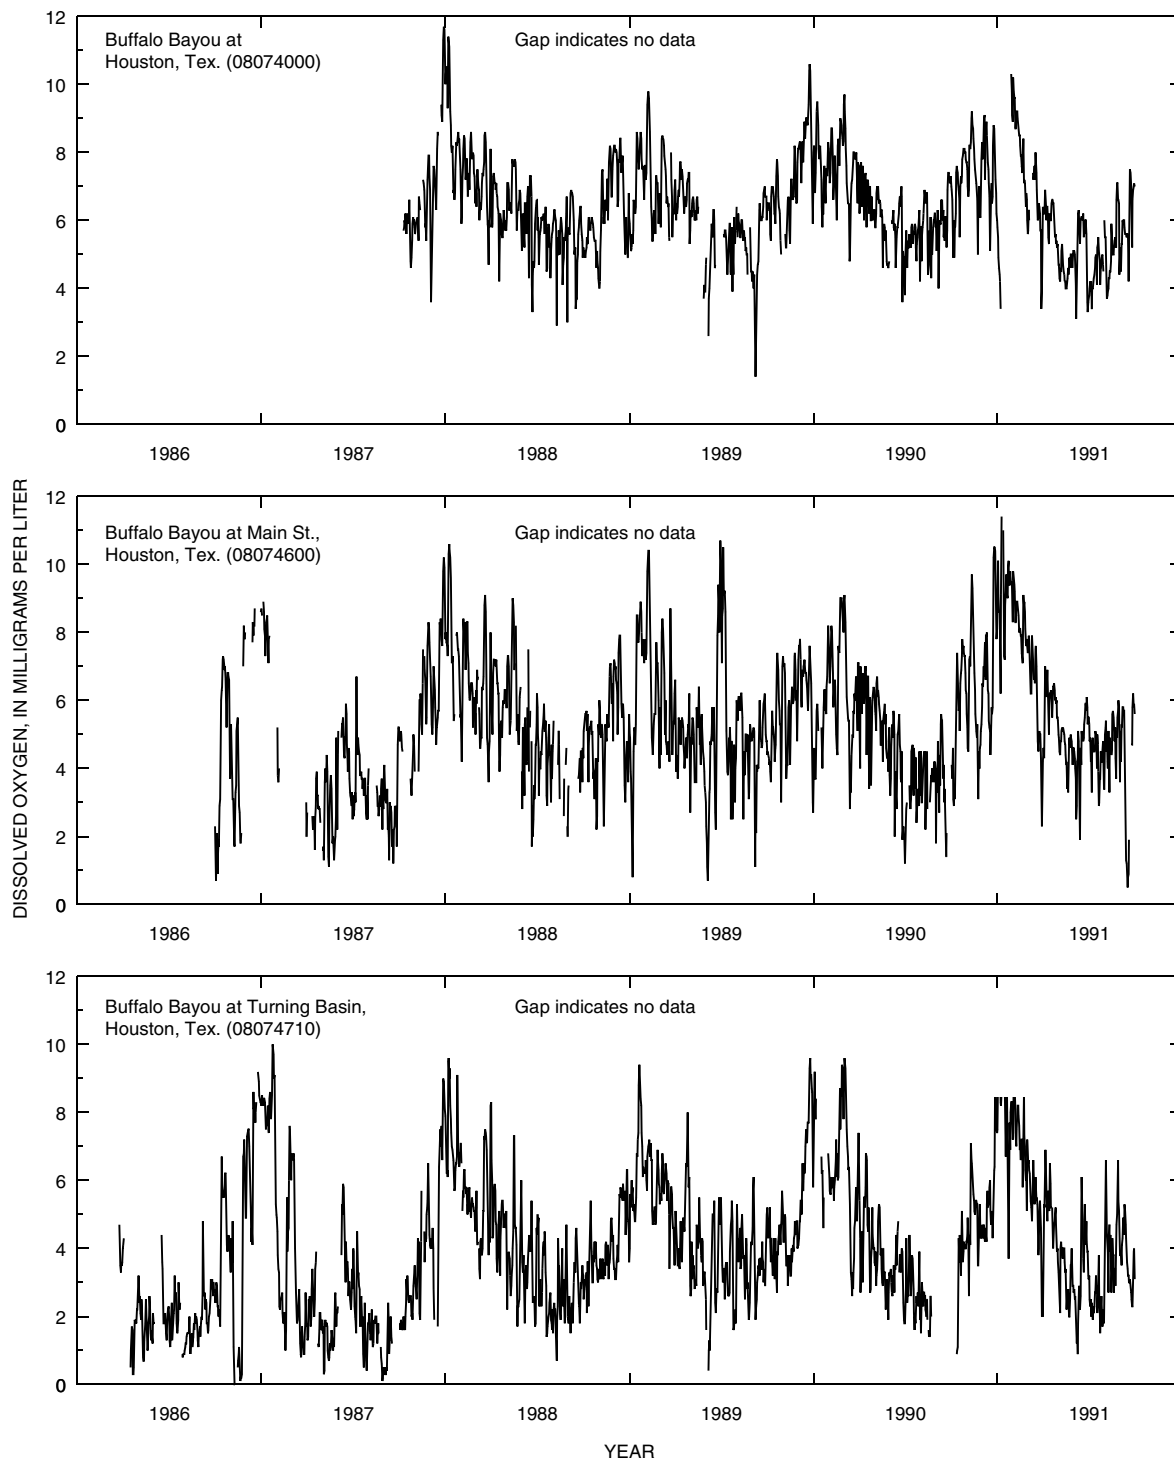 12
10
8
6
4
2
0
Buffalo Bayou at
Houston, Tex. (08074000)
Gap indicates no data
1986 1987 1988 1989 1990 1991
DISSOLVED OXYGEN, IN MILLIGRAMS PER LITER
12
10
8
6
4
2
0
Buffalo Bayou at Main St.,
Houston, Tex. (08074600)
Gap indicates no data
1986 1987 1988 1989 1990 1991
12
10
8
6
4
2
0
Buffalo Bayou at Turning Basin,
Houston, Tex. (08074710)
Gap indicates no data
1986 1987 1988 1989 1990 1991
YEAR